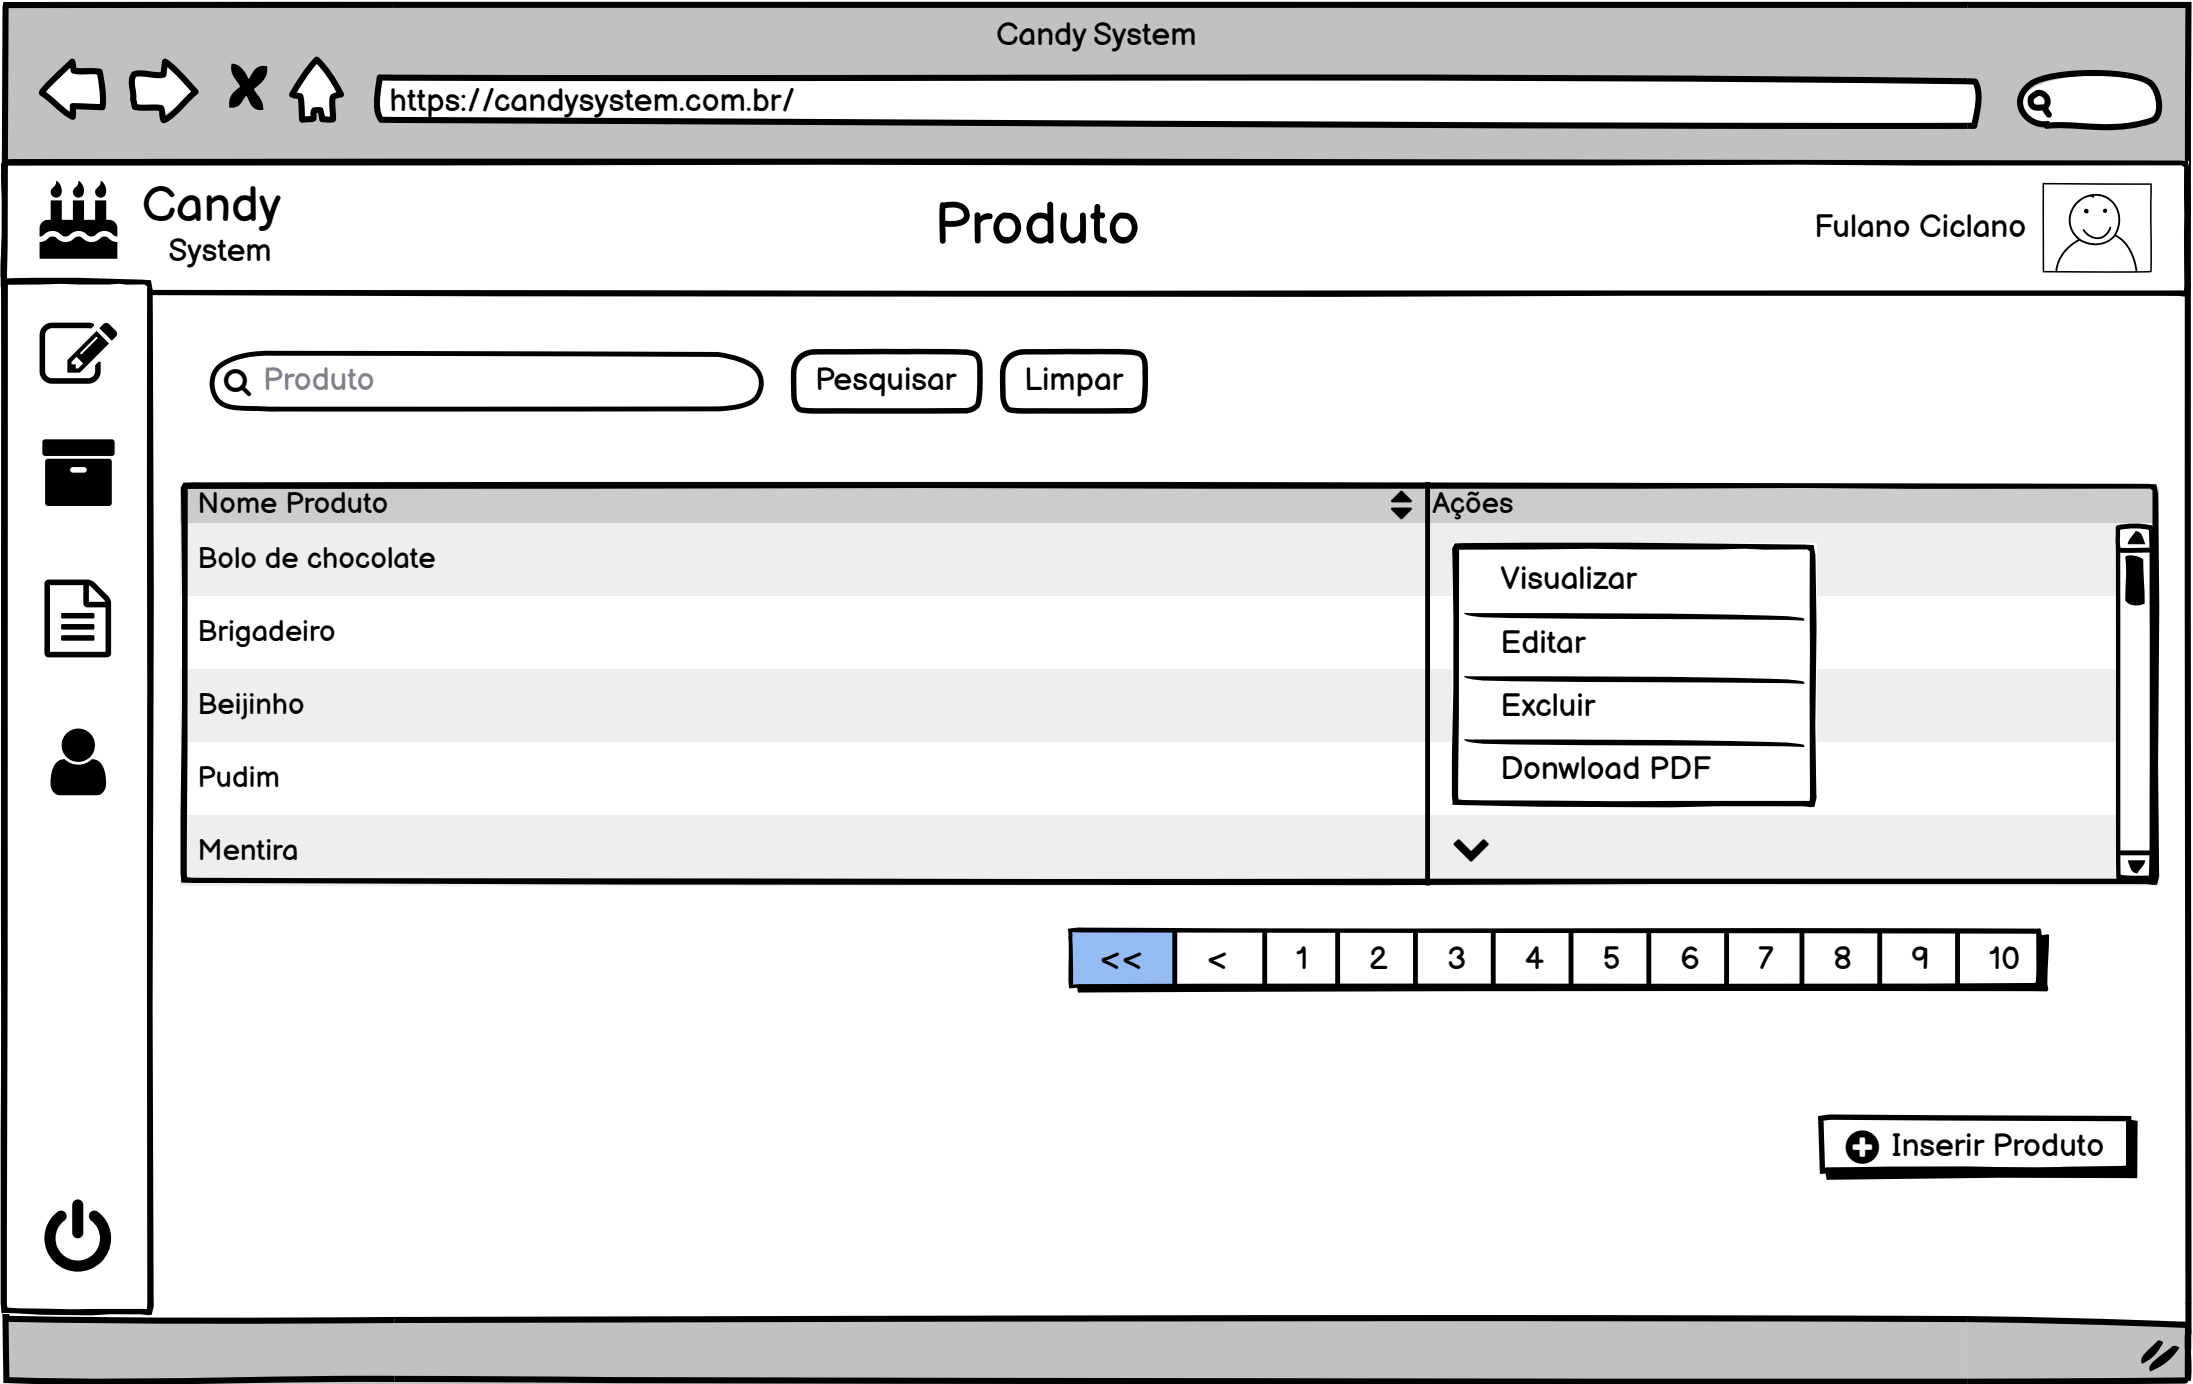 Candy System
https://candysystem.com.br/
Candy
System
Produto
Fulano Ciclano
Produto
Pesquisar
Limpar
Nome Produto
Ações
Bolo de chocolate
Brigadeiro
Beijinho
Pudim
Mentira
Visualizar
Editar
Excluir
Donwload PDF
<< < 1 2 3 4 5 6 7 8 9 10
Inserir Produto